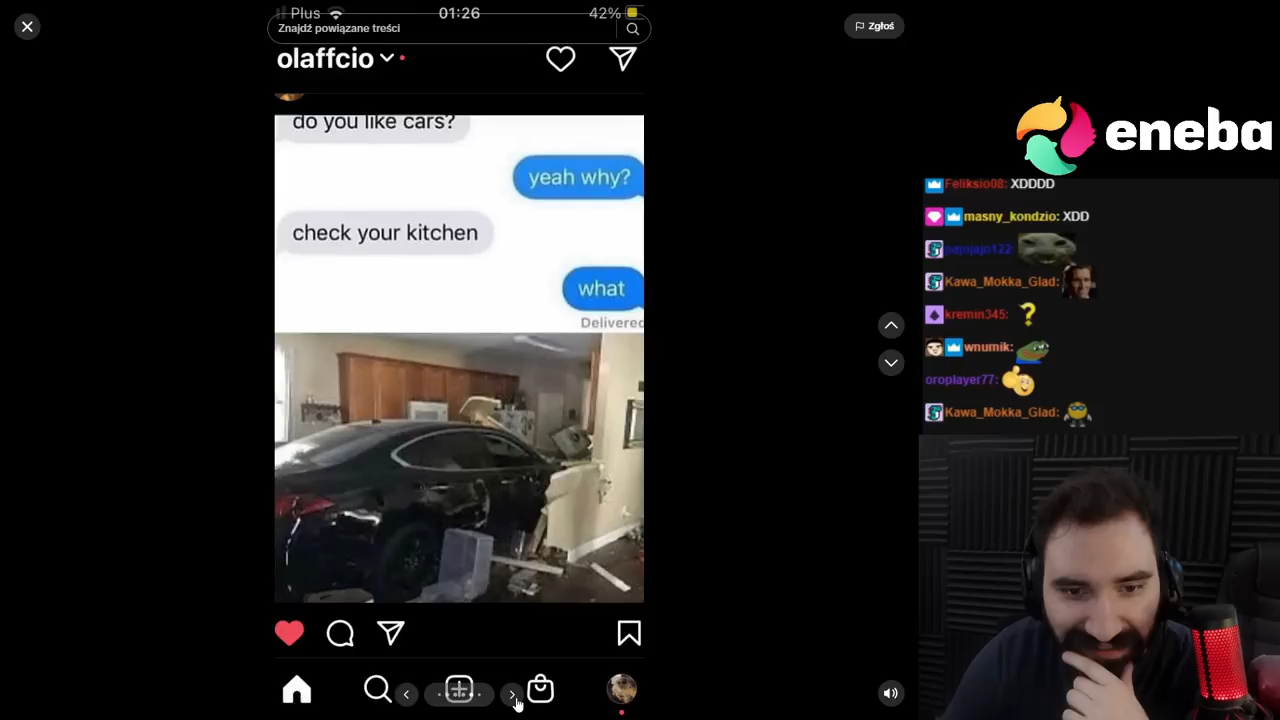 Plus
01:26
42%
Znajdź powiązane treści
Zgłoś
olaffcio
do you like cars?
yeah why?
check your kitchen
what
Delivered
eneba
Feliksio08: XDDDD
masny_kondzio: XDD
papjajo122:
Kawa_Mokka_Glad:
kremin345:
wnumik:
oroplayer77:
Kawa_Mokka_Glad: